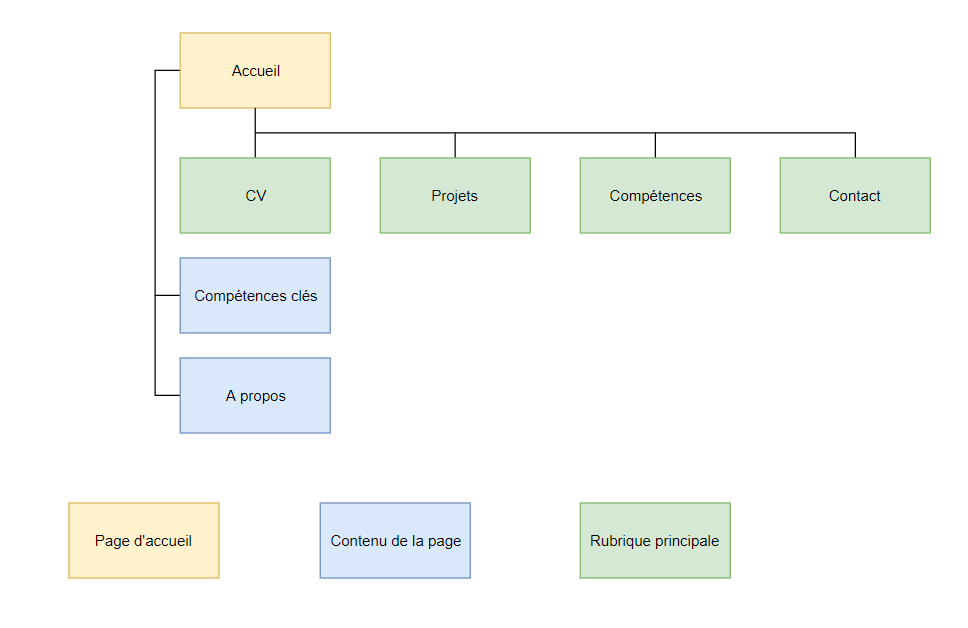 Accueil
CV
Projets
Compétences
Contact
Compétences clés
A propos
Page d'accueil
Contenu de la page
Rubrique principale